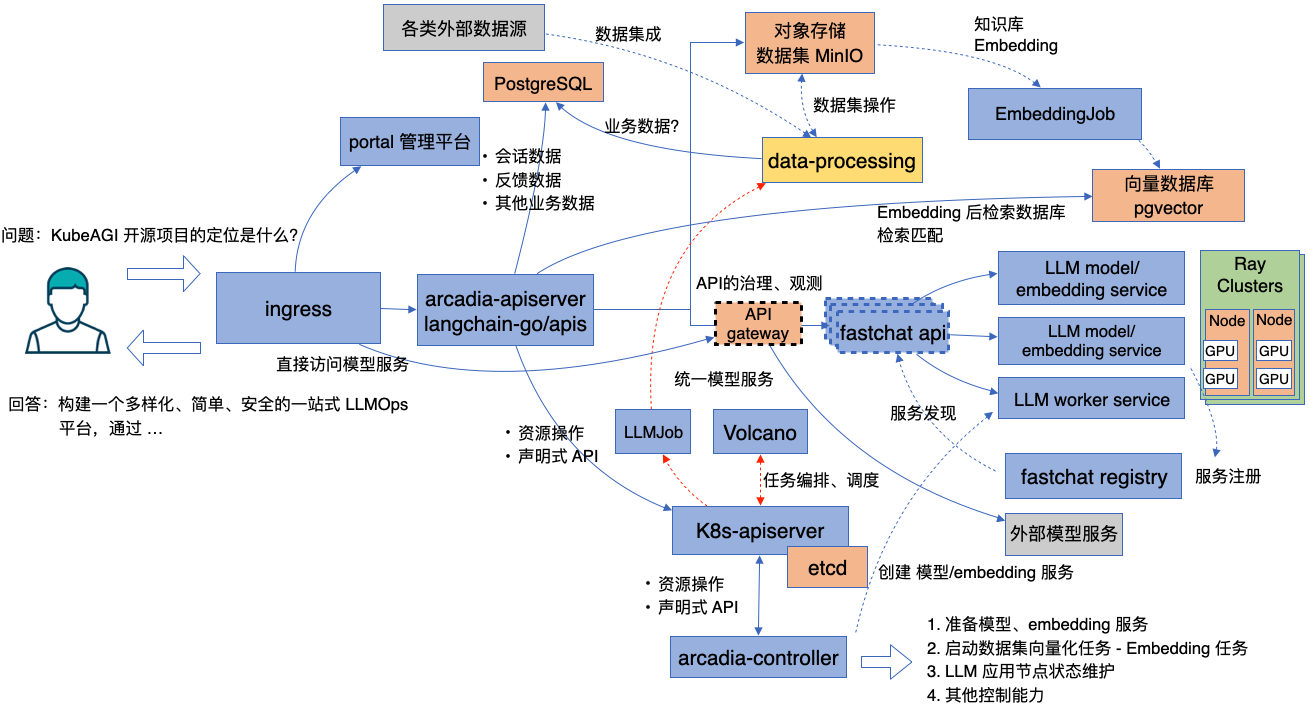 各类外部数据源
数据集成
对象存储
数据集 MinIO
知识库
Embedding
PostgreSQL
数据集操作
EmbeddingJob
业务数据?
portal 管理平台
• 会话数据
• 反馈数据
• 其他业务数据
data-processing
向量数据库
pgvector
Embedding 后检索数据库
检索匹配
问题：KubeAGI 开源项目的定位是什么?
ingress
arcadia-apiserver
langchain-go/apis
API的治理、观测
API
gateway
fastchat api
LLM model/
embedding service
LLM model/
embedding service
LLM worker service
Ray
Clusters
Node
Node
GPU
GPU
GPU
GPU
直接访问模型服务
统一模型服务
服务发现
回答：构建一个多样化、简单、安全的一站式 LLMOps
平台，通过 ...
• 资源操作
• 声明式 API
LLMJob
Volcano
任务编排、调度
fastchat registry
服务注册
K8s-apiserver
etcd
外部模型服务
创建 模型/embedding 服务
• 资源操作
• 声明式 API
arcadia-controller
1. 准备模型、embedding 服务
2. 启动数据集向量化任务 - Embedding 任务
3. LLM 应用节点状态维护
4. 其他控制能力